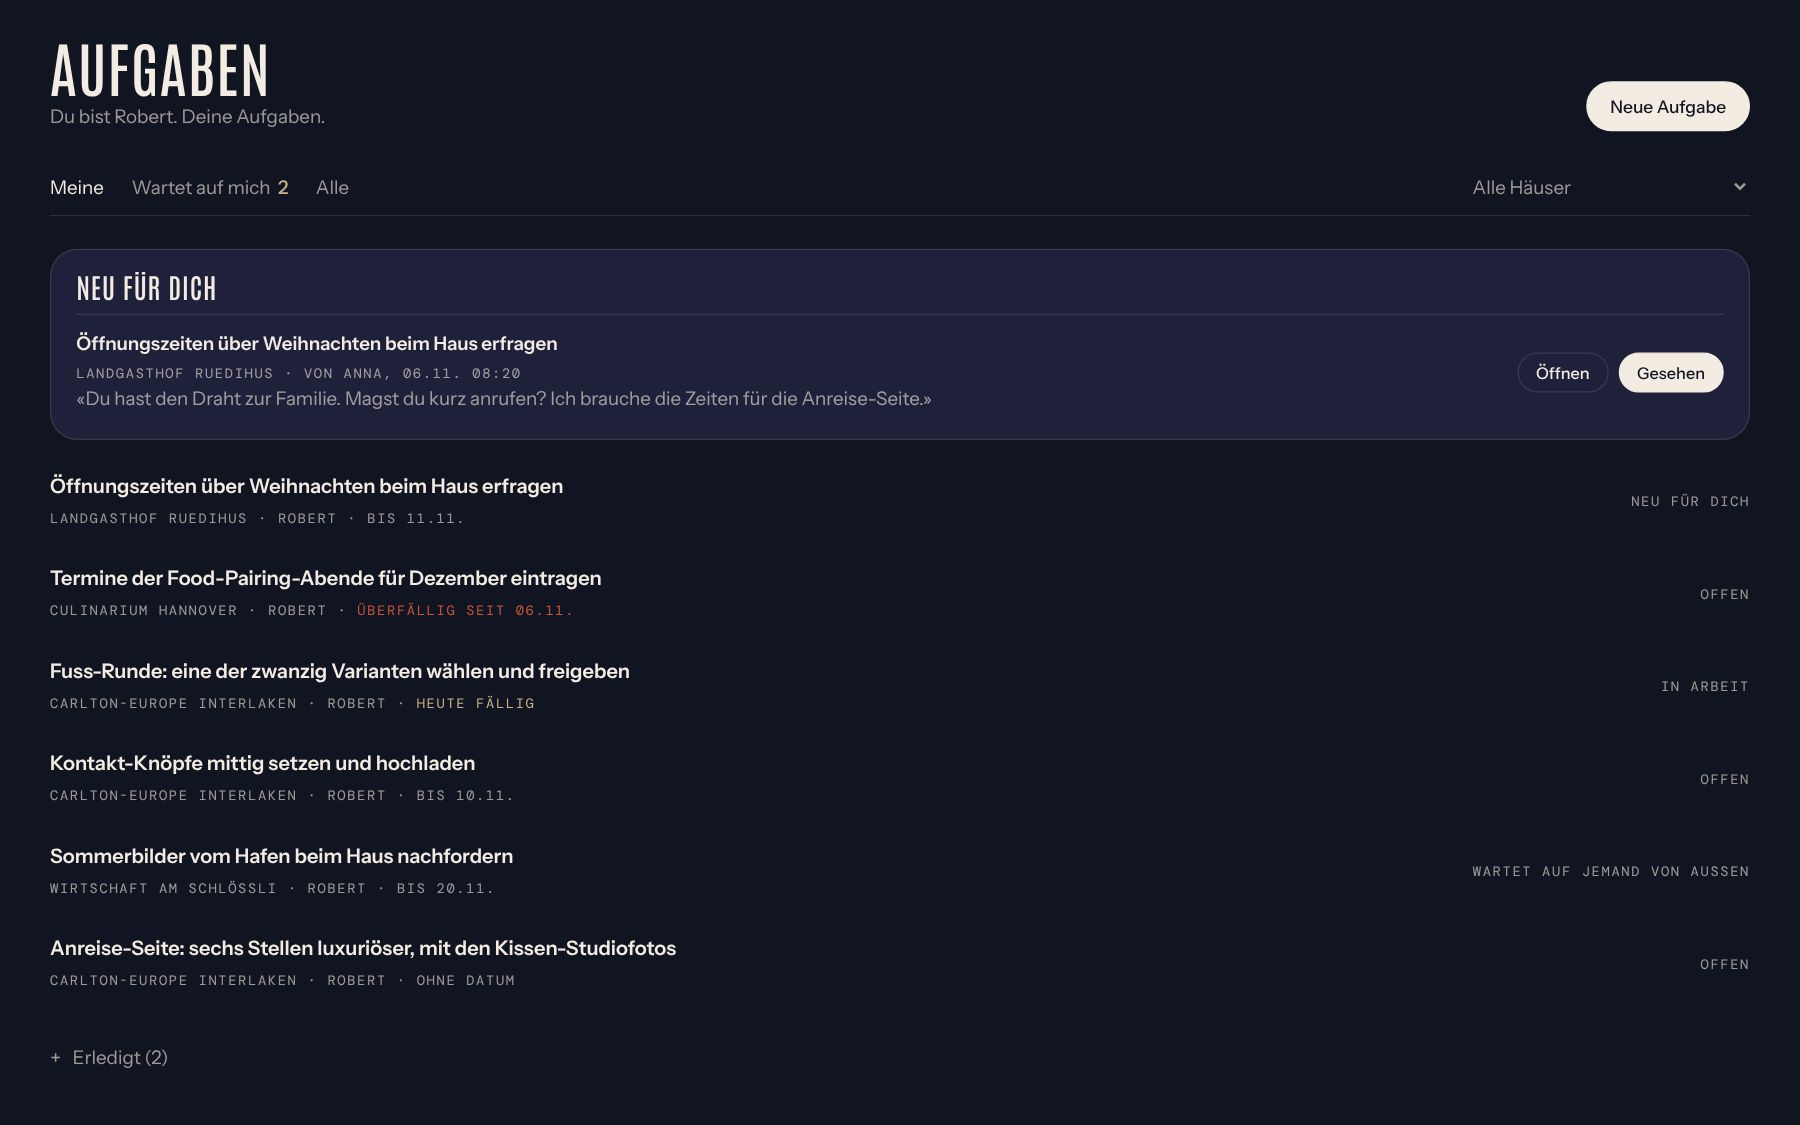 AUFGABEN
Du bist Robert. Deine Aufgaben.
Neue Aufgabe
Meine Wartet auf mich 2 Alle
Alle Häuser
NEU FÜR DICH
Öffnungszeiten über Weihnachten beim Haus erfragen
LANDGASTHOF RUEDIHUS · VON ANNA, 06.11. 08:20
«Du hast den Draht zur Familie. Magst du kurz anrufen? Ich brauche die Zeiten für die Anreise-Seite.»
Öffnen Gesehen
Öffnungszeiten über Weihnachten beim Haus erfragen
LANDGASTHOF RUEDIHUS · ROBERT · BIS 11.11.
NEU FÜR DICH
Termine der Food-Pairing-Abende für Dezember eintragen
CULINARIUM HANNOVER · ROBERT · ÜBERFÄLLIG SEIT 06.11.
OFFEN
Fuss-Runde: eine der zwanzig Varianten wählen und freigeben
CARLTON-EUROPE INTERLAKEN · ROBERT · HEUTE FÄLLIG
IN ARBEIT
Kontakt-Knöpfe mittig setzen und hochladen
CARLTON-EUROPE INTERLAKEN · ROBERT · BIS 10.11.
OFFEN
Sommerbilder vom Hafen beim Haus nachfordern
WIRTSCHAFT AM SCHLÖSSLI · ROBERT · BIS 20.11.
WARTET AUF JEMAND VON AUSSEN
Anreise-Seite: sechs Stellen luxuriöser, mit den Kissen-Studiofotos
CARLTON-EUROPE INTERLAKEN · ROBERT · OHNE DATUM
OFFEN
+ Erledigt (2)